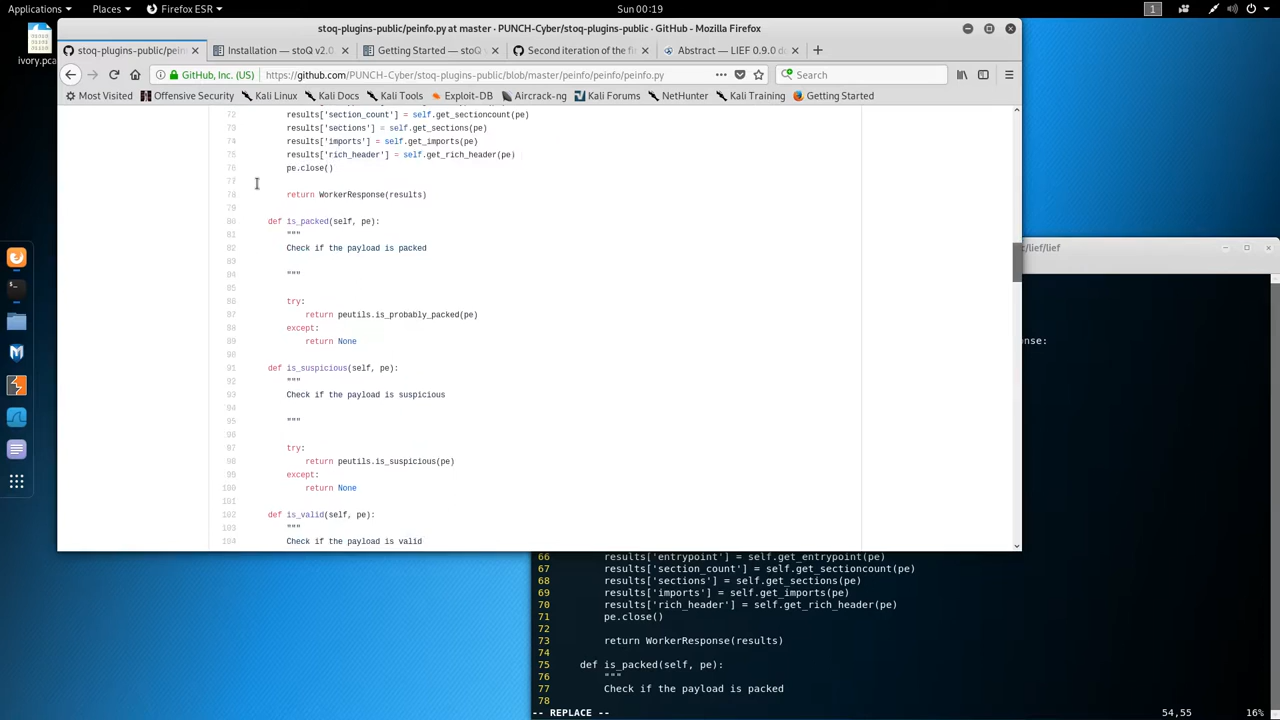 Applications
Places
Firefox ESR
Sun 00:19
1
ivory.pca
stoq-plugins-public/peinfo.py at master · PUNCH-Cyber/stoq-plugins-public · GitHub - Mozilla Firefox
stoq-plugins-public/pein
Installation — stoQ v2.0.
Getting Started — stoQ
Second iteration of the fi
Abstract — LIEF 0.9.0 do
GitHub, Inc. (US)
https://github.com/PUNCH-Cyber/stoq-plugins-public/blob/master/peinfo/peinfo/peinfo.py
Search
Most Visited
Offensive Security
Kali Linux
Kali Docs
Kali Tools
Exploit-DB
Aircrack-ng
Kali Forums
NetHunter
Kali Training
Getting Started
72 results['section_count'] = self.get_sectioncount(pe)
73 results['sections'] = self.get_sections(pe)
74 results['imports'] = self.get_imports(pe)
75 results['rich_header'] = self.get_rich_header(pe)
76 pe.close()
77
78 return WorkerResponse(results)
79
80 def is_packed(self, pe):
81 """
82 Check if the payload is packed
83
84 """
85
86 try:
87 return peutils.is_probably_packed(pe)
88 except:
89 return None
90
91 def is_suspicious(self, pe):
92 """
93 Check if the payload is suspicious
94
95 """
96
97 try:
98 return peutils.is_suspicious(pe)
99 except:
100 return None
101
102 def is_valid(self, pe):
103 """
104 Check if the payload is valid
/lief/lief
onse:
66 results['entrypoint'] = self.get_entrypoint(pe)
67 results['section_count'] = self.get_sectioncount(pe)
68 results['sections'] = self.get_sections(pe)
69 results['imports'] = self.get_imports(pe)
70 results['rich_header'] = self.get_rich_header(pe)
71 pe.close()
72
73 return WorkerResponse(results)
74
75 def is_packed(self, pe):
76 """
77 Check if the payload is packed
78
-- REPLACE --
54,55
16%